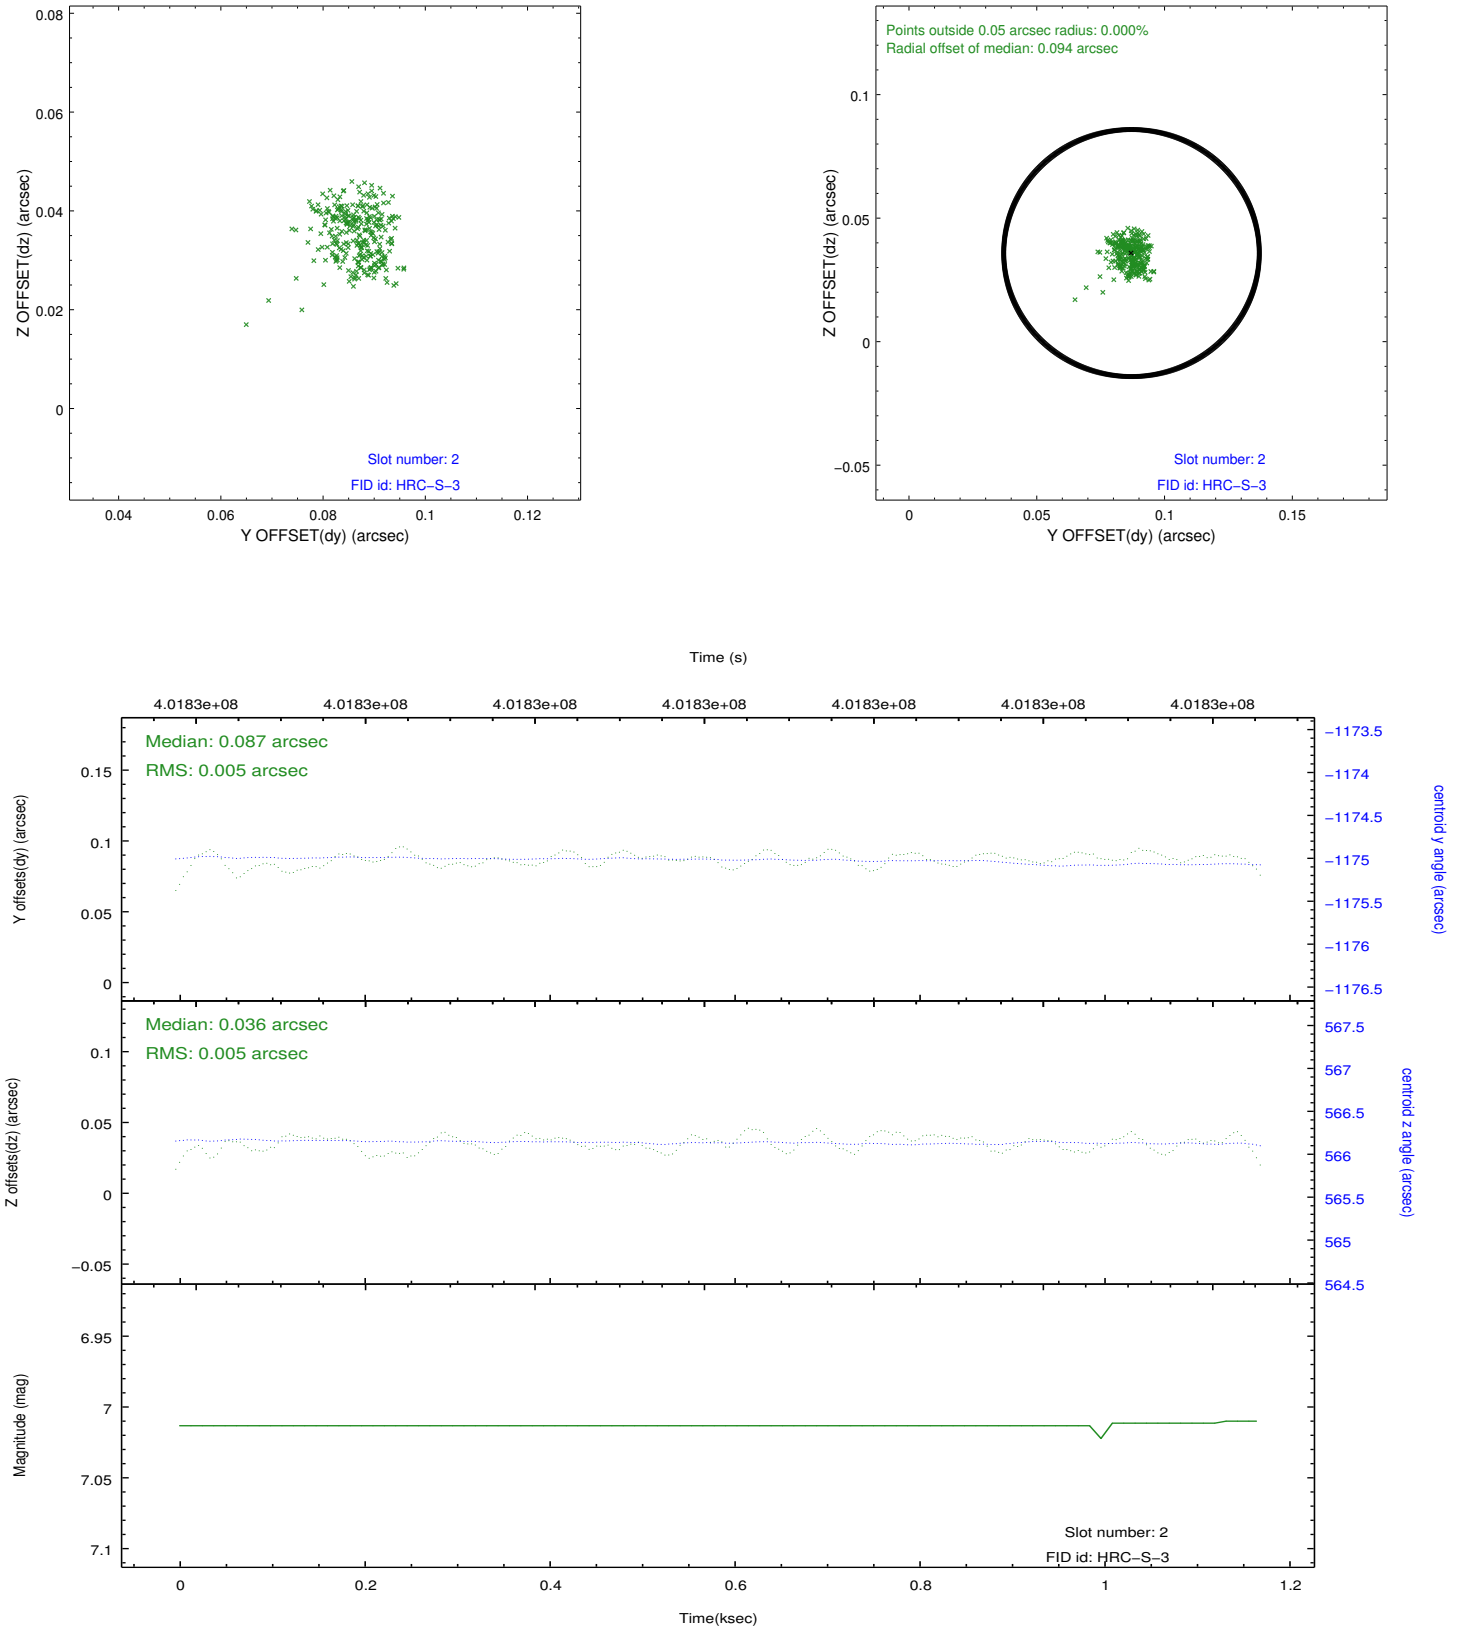 0.08
0.06
0.04
0.02
0
Z OFFSET(dz) (arcsec)
Slot number: 2
FID id: HRC−S−3
0.04 0.06 0.08 0.1 0.12
Y OFFSET(dy) (arcsec)
Points outside 0.05 arcsec radius: 0.000%
Radial offset of median: 0.094 arcsec
0.1
0.05
0
−0.05
Z OFFSET(dz) (arcsec)
Slot number: 2
FID id: HRC−S−3
0 0.05 0.1 0.15
Y OFFSET(dy) (arcsec)
Time (s)
4.0183e+08 4.0183e+08 4.0183e+08 4.0183e+08 4.0183e+08 4.0183e+08 4.0183e+08
Median: 0.087 arcsec
RMS: 0.005 arcsec
0.15
0.1
0.05
0
Y offsets(dy) (arcsec)
−1173.5
−1174
−1174.5
−1175
−1175.5
−1176
−1176.5
centroid y angle (arcsec)
Median: 0.036 arcsec
RMS: 0.005 arcsec
0.1
0.05
0
−0.05
Z offsets(dz) (arcsec)
567.5
567
566.5
566
565.5
565
564.5
centroid z angle (arcsec)
6.95
7
7.05
7.1
Magnitude (mag)
Slot number: 2
FID id: HRC−S−3
0 0.2 0.4 0.6 0.8 1 1.2
Time(ksec)